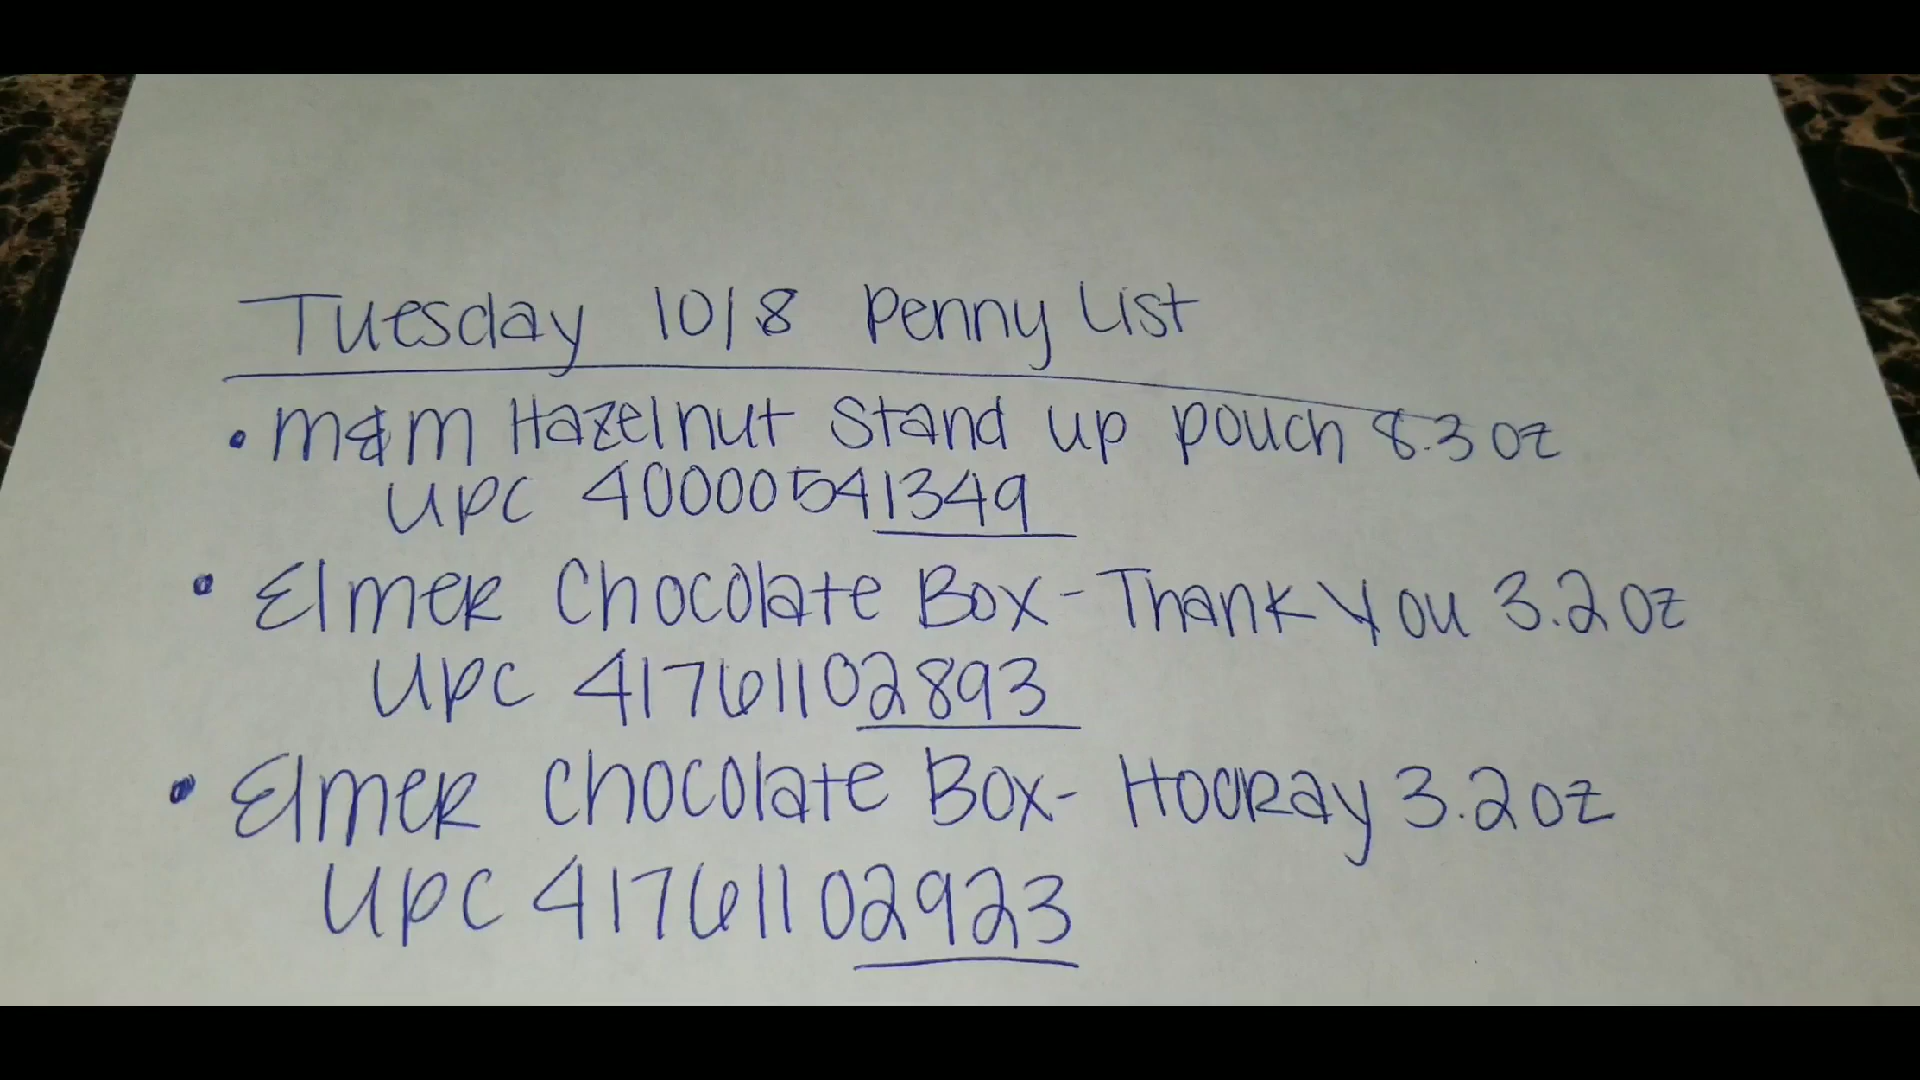 Tuesday 10/8 Penny List
• M&M Hazelnut Stand up pouch 8.3 oz
UPC 40000541349
• Elmer Chocolate Box - Thank You 3.2 oz
UPC 41761102893
• Elmer Chocolate Box - Hooray 3.2 oz
UPC 41761102923